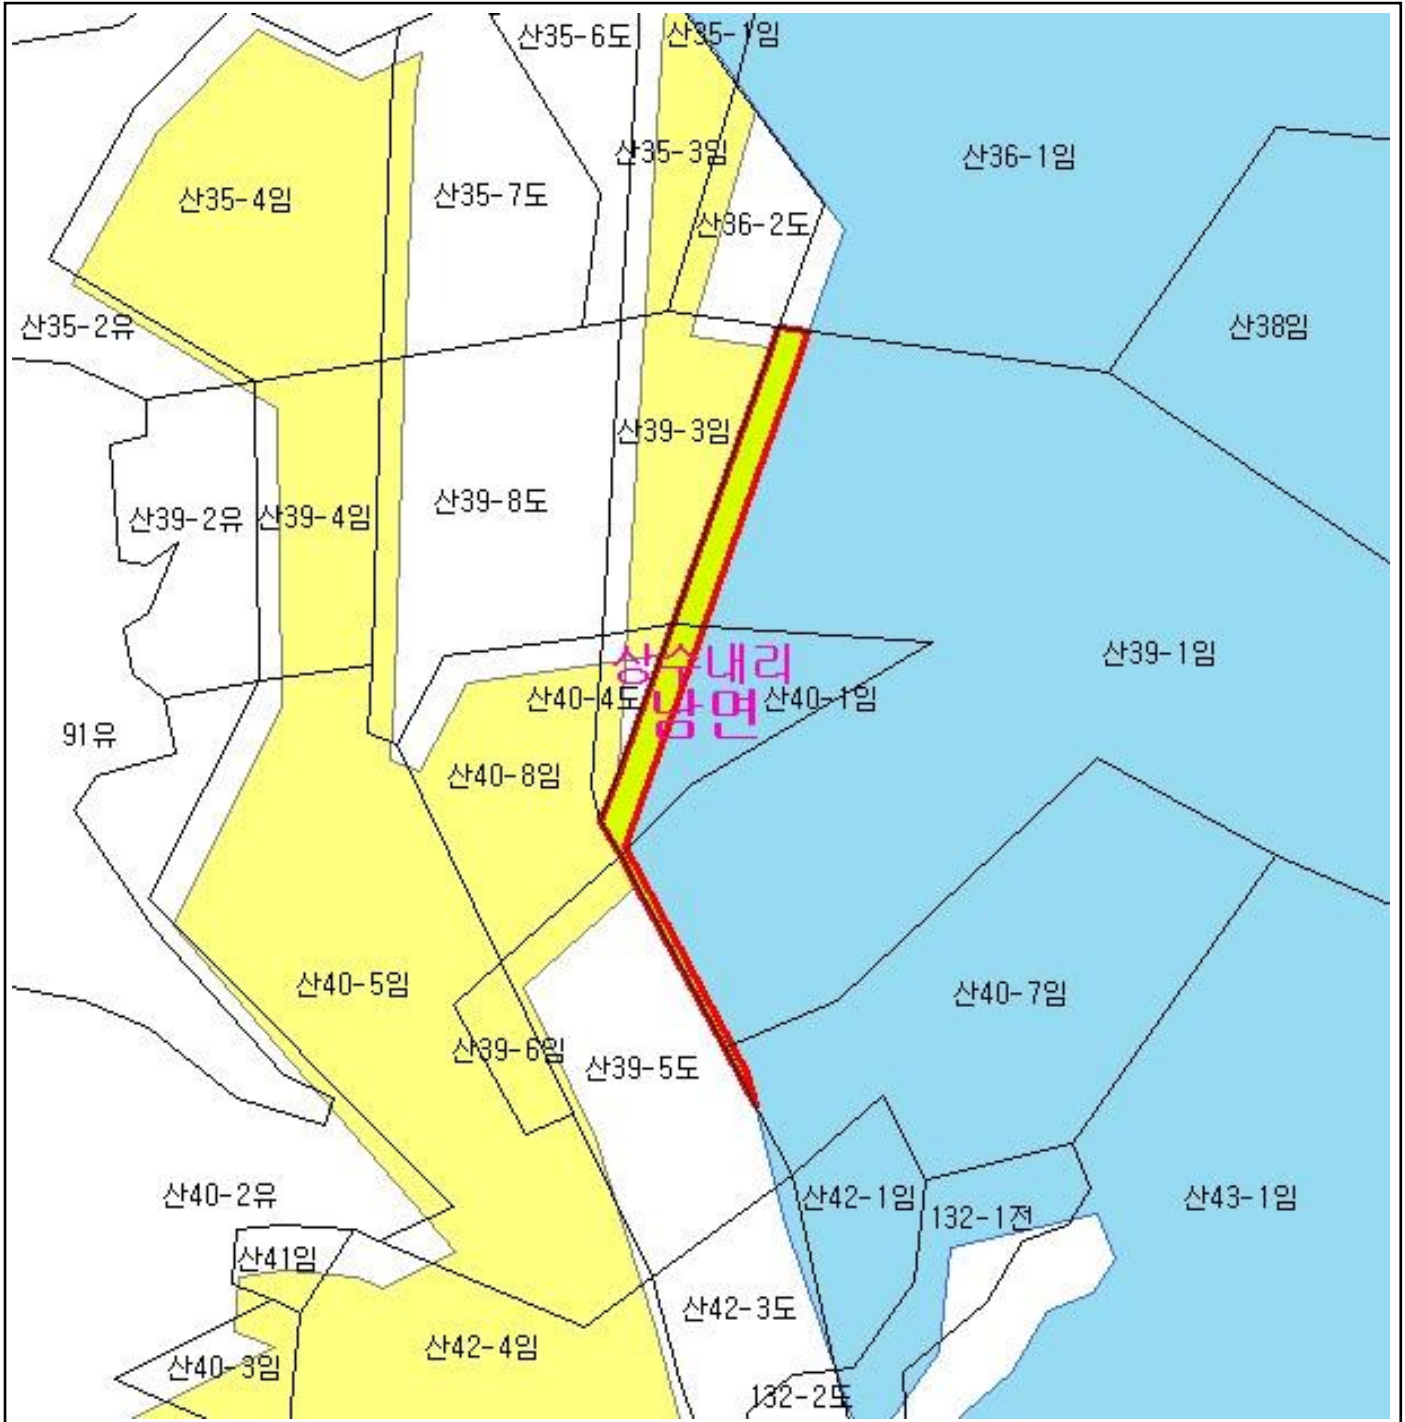 산35-6도
산35-1임
산35-3임
산36-1임
산35-4임
산35-7도
산36-2도
산35-2유
산38임
산39-3임
산39-2유
산39-4임
산39-8도
상수내리
산39-1임
산40-4도
남면
산40-1임
91유
산40-8임
산40-5임
산40-7임
산39-6임
산39-5도
산40-2유
산42-1임
132-1전
산43-1임
산41임
산42-3도
산42-4임
산40-3임
132-2도